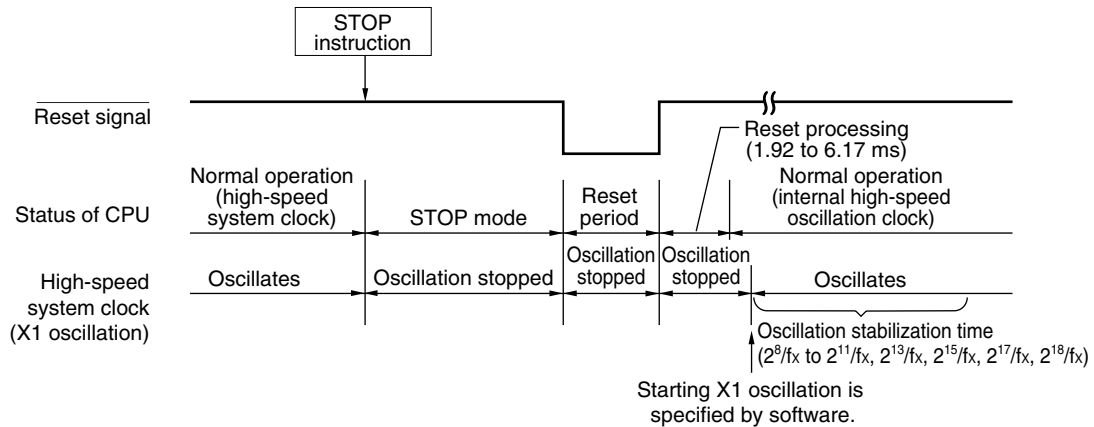 STOP
instruction
Reset signal
Reset processing
(1.92 to 6.17 ms)
Status of CPU
Normal operation
(high-speed
system clock)
STOP mode
Reset
period
Normal operation
(internal high-speed
oscillation clock)
High-speed
system clock
(X1 oscillation)
Oscillates
Oscillation stopped
Oscillation
stopped
Oscillation
stopped
Oscillates
Oscillation stabilization time
(2⁸/fX to 2¹¹/fX, 2¹³/fX, 2¹⁵/fX, 2¹⁷/fX, 2¹⁸/fX)
Starting X1 oscillation is
specified by software.